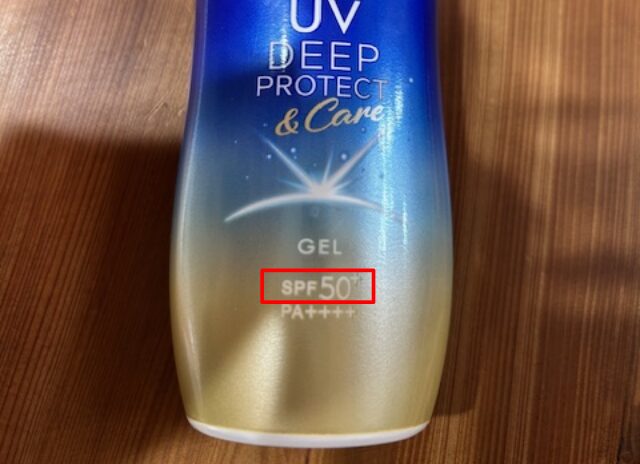 UV
DEEP
PROTECT
& Care
GEL
SPF50+
PA++++